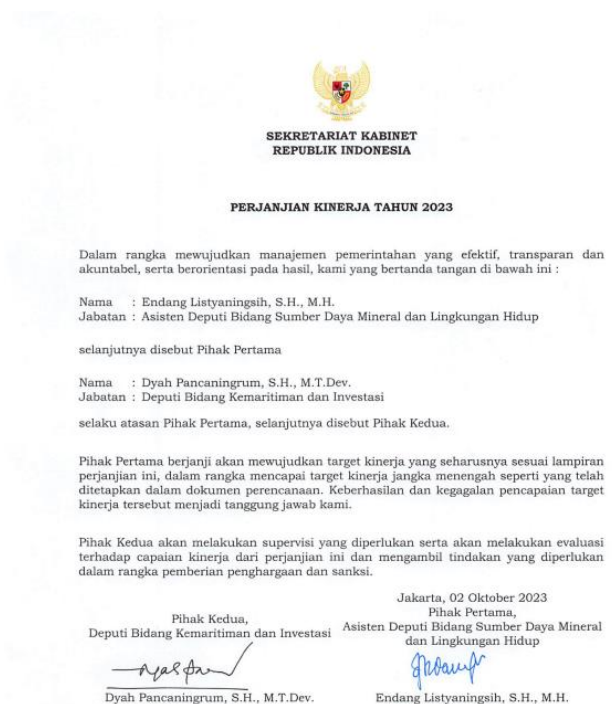 SEKRETARIAT KABINET
REPUBLIK INDONESIA
PERJANJIAN KINERJA TAHUN 2023
Dalam rangka mewujudkan manajemen pemerintahan yang efektif, transparan dan
akuntabel, serta berorientasi pada hasil, kami yang bertanda tangan di bawah ini :
Nama : Endang Listyaningsih, S.H., M.H.
Jabatan : Asisten Deputi Bidang Sumber Daya Mineral dan Lingkungan Hidup
selanjutnya disebut Pihak Pertama
Nama : Dyah Pancaningrum, S.H., M.T.Dev.
Jabatan : Deputi Bidang Kemaritiman dan Investasi
selaku atasan Pihak Pertama, selanjutnya disebut Pihak Kedua.
Pihak Pertama berjanji akan mewujudkan target kinerja yang seharusnya sesuai lampiran
perjanjian ini, dalam rangka mencapai target kinerja jangka menengah seperti yang telah
ditetapkan dalam dokumen perencanaan. Keberhasilan dan kegagalan pencapaian target
kinerja tersebut menjadi tanggung jawab kami.
Pihak Kedua akan melakukan supervisi yang diperlukan serta akan melakukan evaluasi
terhadap capaian kinerja dari perjanjian ini dan mengambil tindakan yang diperlukan
dalam rangka pemberian penghargaan dan sanksi.
Jakarta, 02 Oktober 2023
Pihak Kedua,
Deputi Bidang Kemaritiman dan Investasi
Dyah Pancaningrum, S.H., M.T.Dev.
Pihak Pertama,
Asisten Deputi Bidang Sumber Daya Mineral
dan Lingkungan Hidup
Endang Listyaningsih, S.H., M.H.